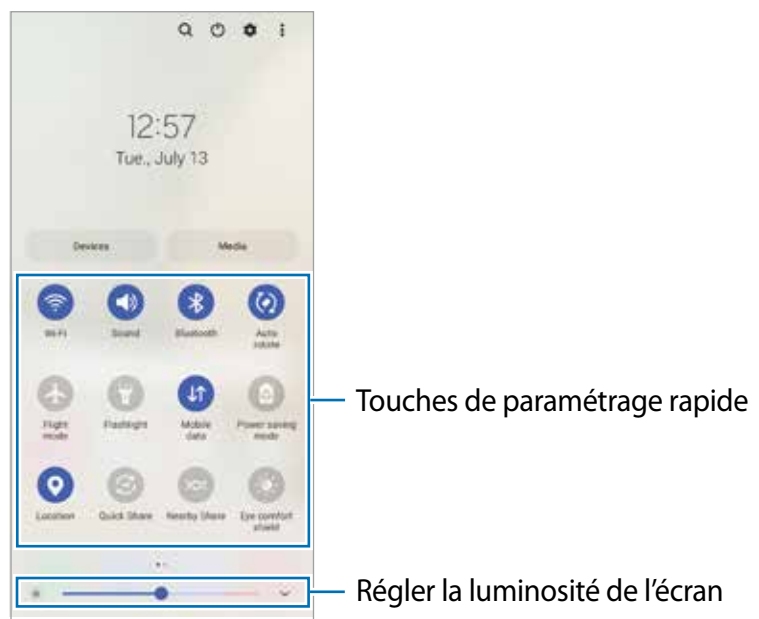 12:57
Tue., July 13
Devices Media
Wi-Fi Sound Bluetooth Auto rotate
Flight mode Flashlight Mobile data Power saving mode
Location Quick Share Nearby Share Eye comfort shield
Touches de paramétrage rapide
Régler la luminosité de l'écran